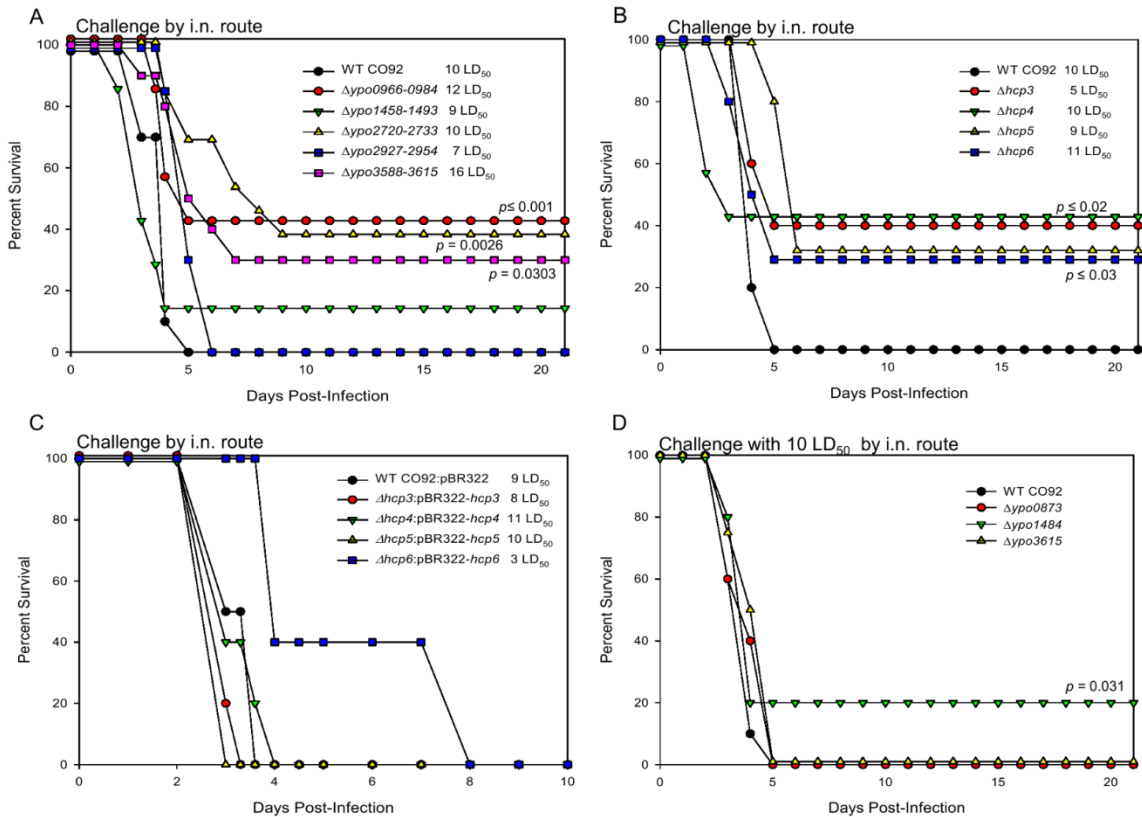 A
Challenge by i.n. route
100
80
60
40
20
0
Percent Survival
0 5 10 15 20
Days Post-Infection
WT CO92 10 LD50
Δypo0966-0984 12 LD50
Δypo1458-1493 9 LD50
Δypo2720-2733 10 LD50
Δypo2927-2954 7 LD50
Δypo3588-3615 16 LD50
p≤ 0.001
p = 0.0026
p = 0.0303
B
Challenge by i.n. route
100
80
60
40
20
0
Percent Survival
0 5 10 15 20
Days Post-Infection
WT CO92 10 LD50
Δhcp3 5 LD50
Δhcp4 10 LD50
Δhcp5 9 LD50
Δhcp6 11 LD50
p ≤ 0.02
p ≤ 0.03
C
Challenge by i.n. route
100
80
60
40
20
0
Percent Survival
0 2 4 6 8 10
Days Post-Infection
WT CO92:pBR322 9 LD50
Δhcp3:pBR322-hcp3 8 LD50
Δhcp4:pBR322-hcp4 11 LD50
Δhcp5:pBR322-hcp5 10 LD50
Δhcp6:pBR322-hcp6 3 LD50
D
Challenge with 10 LD50 by i.n. route
100
80
60
40
20
0
Percent Survival
0 5 10 15 20
Days Post-Infection
WT CO92
Δypo0873
Δypo1484
Δypo3615
p = 0.031